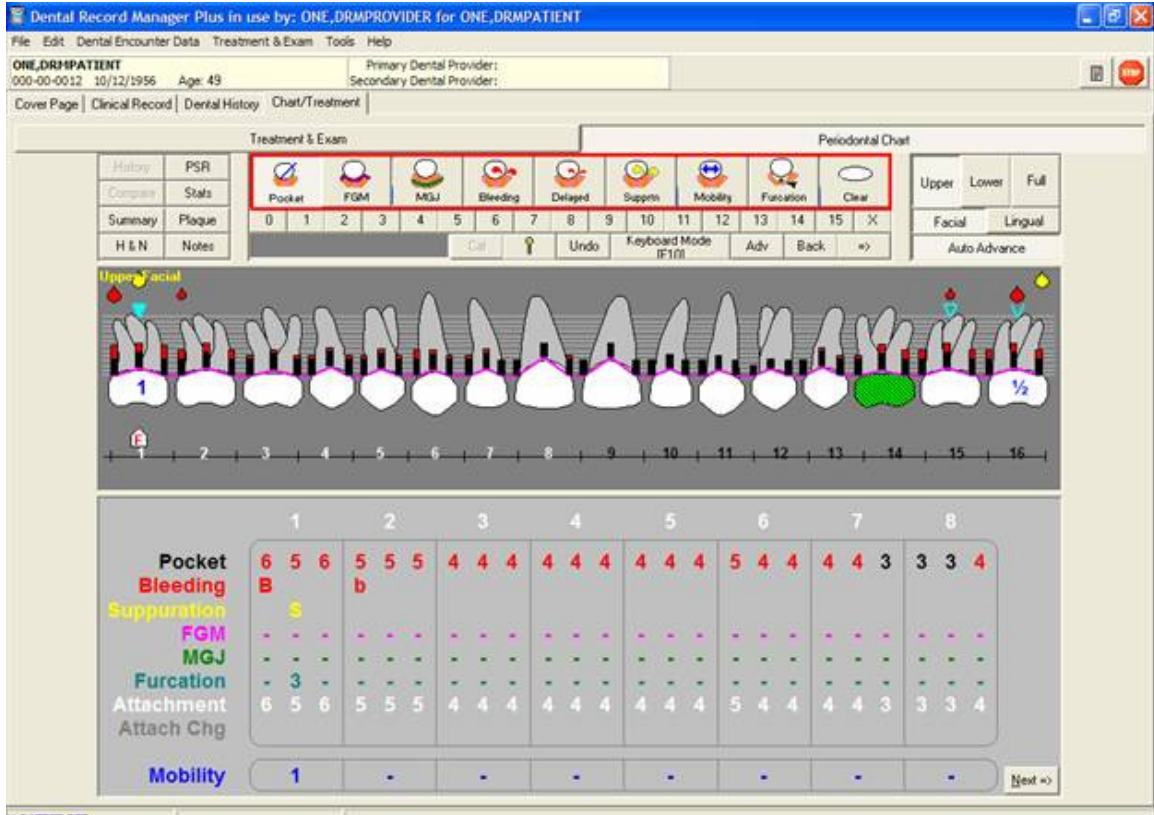 Dental Record Manager Plus in use by: ONE,DRMPROVIDER for ONE,DRMPATIENT
File Edit Dental Encounter Data Treatment & Exam Tools Help
ONE,DRMPATIENT Primary Dental Provider:
000-00-0012 10/12/1956 Age: 49 Secondary Dental Provider:
STOP
Cover Page Clinical Record Dental History Chart/Treatment
Treatment & Exam Periodontal Chart
History PSR
Compare Stats
Summary Plaque
H & N Notes
Pocket FGM MGJ Bleeding Delayed Supprtn Mobility Furcation Clear
0 1 2 3 4 5 6 7 8 9 10 11 12 13 14 15 X
Cal Undo Keyboard Mode [F10] Adv Back =>
Upper Lower Full
Facial Lingual
Auto Advance
Upper Facial
1 ½
F
1 2 3 4 5 6 7 8 9 10 11 12 13 14 15 16
1 2 3 4 5 6 7 8
Pocket 6 5 6 5 5 5 4 4 4 4 4 4 4 4 4 5 4 4 4 4 3 3 3 4
Bleeding B b
Suppuration S
FGM - - - - - - - - - - - - - - - - - - - - - - - -
MGJ - - - - - - - - - - - - - - - - - - - - - - - -
Furcation - 3 - - - - - - - - - - - - - - - - - - - - - -
Attachment 6 5 6 5 5 5 4 4 4 4 4 4 4 4 4 5 4 4 4 4 3 3 3 4
Attach Chg
Mobility 1 - - - - - - -
Next =>